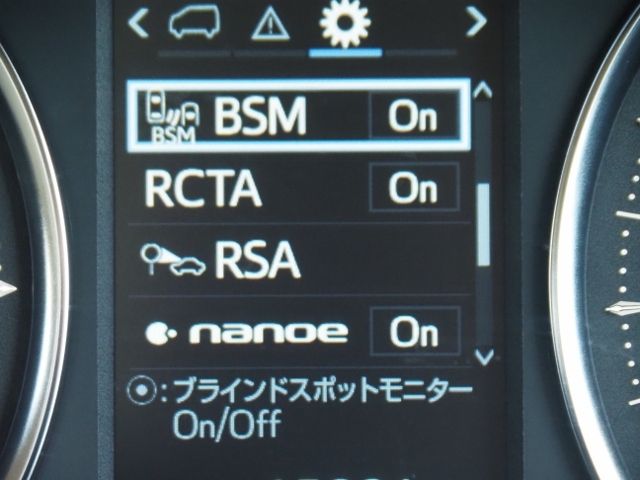 BSM BSM On
RCTA On
RSA
nanoe On
: ブラインドスポットモニター
On/Off